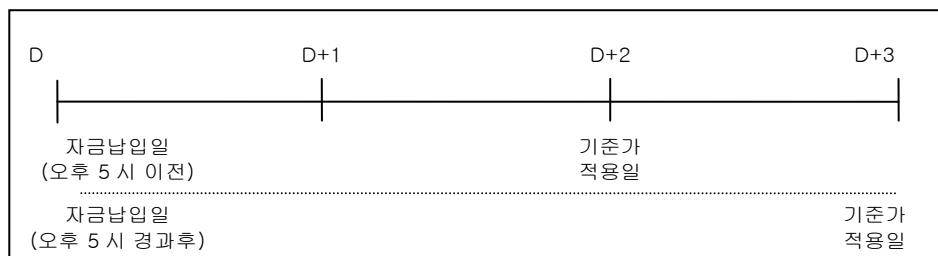 D D+1 D+2 D+3
자금납입일 기준가
(오후 5 시 이전) 적용일
자금납입일 기준가
(오후 5 시 경과후) 적용일